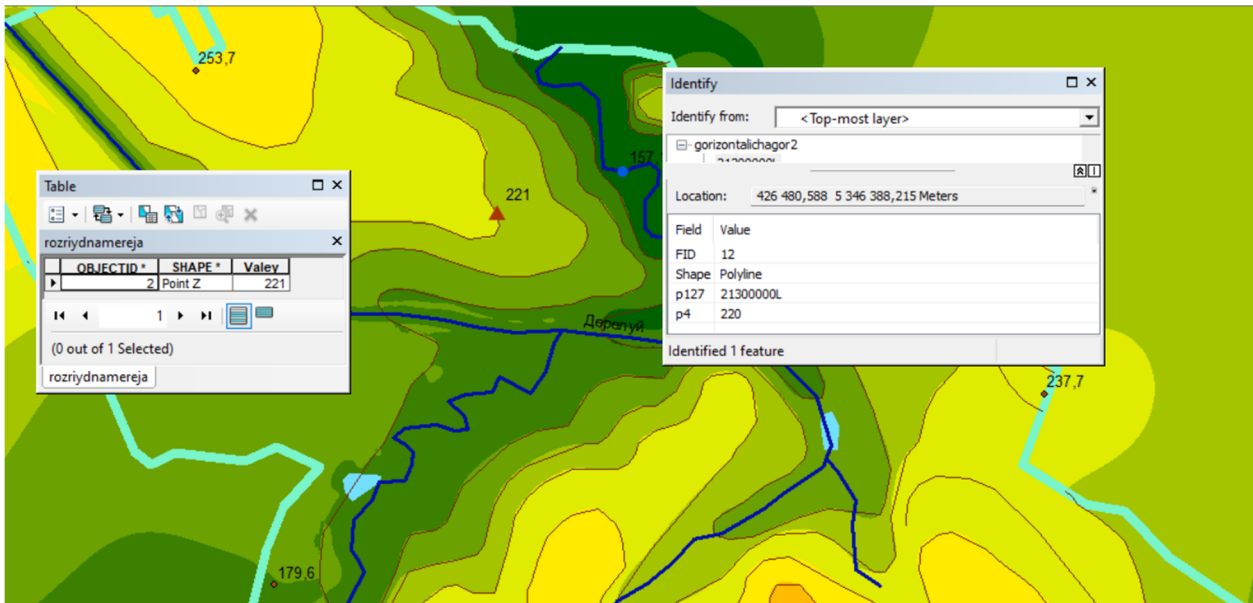 253,7
157,
221
Дерелуй
237,7
179,6
Table
rozriydnamereja
OBJECTID * SHAPE * Valey
2 Point Z 221
1
(0 out of 1 Selected)
rozriydnamereja
Identify
Identify from: <Top-most layer>
gorizontalichagor2
21300000L
Location: 426 480,588 5 346 388,215 Meters
Field Value
FID 12
Shape Polyline
p127 21300000L
p4 220
Identified 1 feature